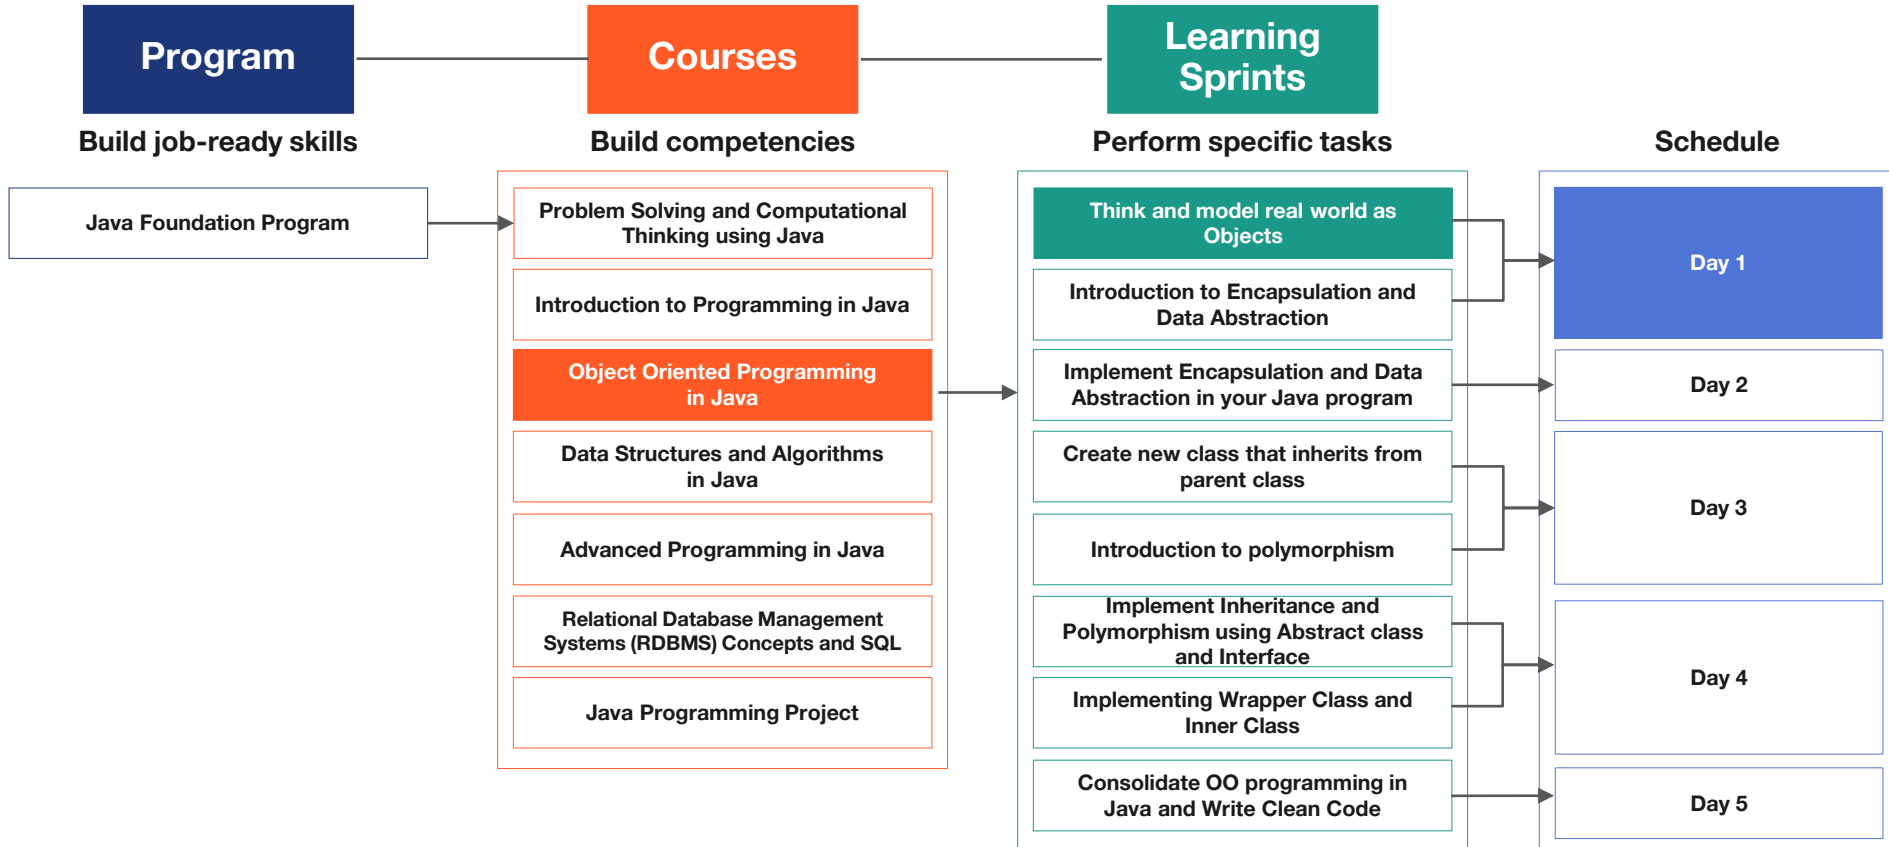 Program
Courses
Learning
Sprints
Build job-ready skills
Build competencies
Perform specific tasks
Schedule
Java Foundation Program
Problem Solving and Computational
Thinking using Java
Introduction to Programming in Java
Object Oriented Programming
in Java
Data Structures and Algorithms
in Java
Advanced Programming in Java
Relational Database Management
Systems (RDBMS) Concepts and SQL
Java Programming Project
Think and model real world as
Objects
Introduction to Encapsulation and
Data Abstraction
Implement Encapsulation and Data
Abstraction in your Java program
Create new class that inherits from
parent class
Introduction to polymorphism
Implement Inheritance and
Polymorphism using Abstract class
and Interface
Implementing Wrapper Class and
Inner Class
Consolidate OO programming in
Java and Write Clean Code
Day 1
Day 2
Day 3
Day 4
Day 5